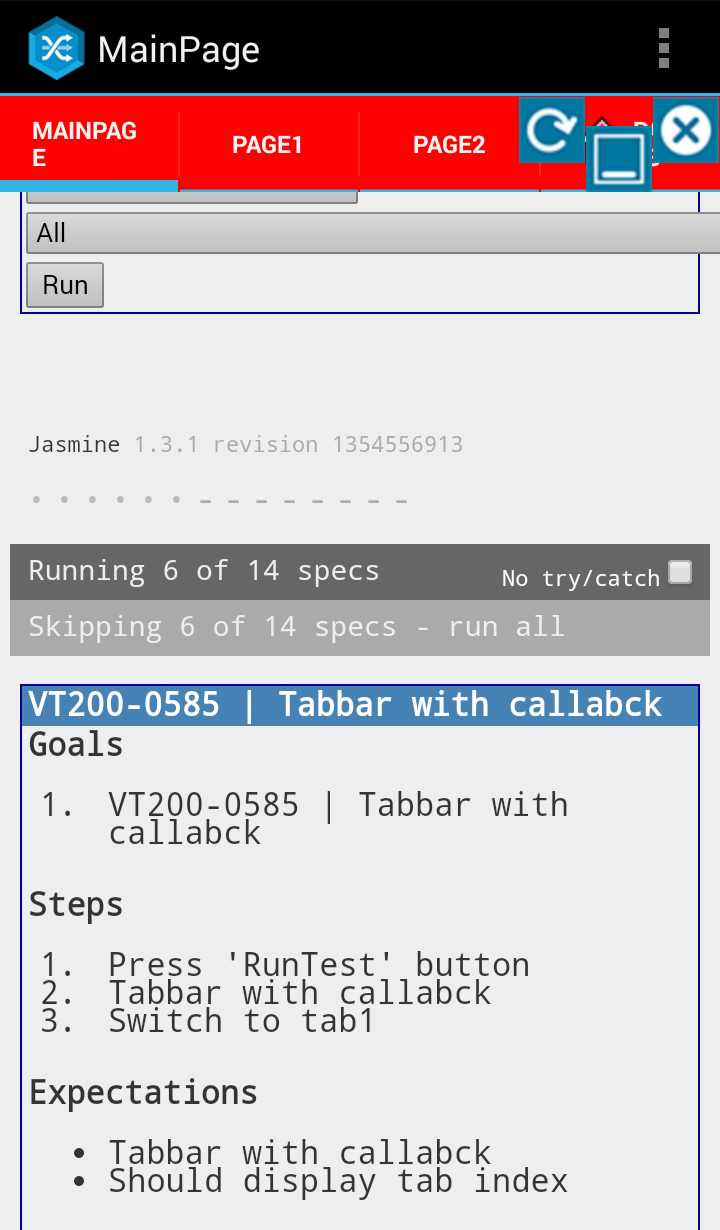 MainPage
MAINPAG
E
PAGE1
PAGE2
All
Run
Jasmine 1.3.1 revision 1354556913
Running 6 of 14 specs
No try/catch
Skipping 6 of 14 specs - run all
VT200-0585 | Tabbar with callabck
Goals
1. VT200-0585 | Tabbar with
callabck
Steps
1. Press 'RunTest' button
2. Tabbar with callabck
3. Switch to tab1
Expectations
• Tabbar with callabck
• Should display tab index